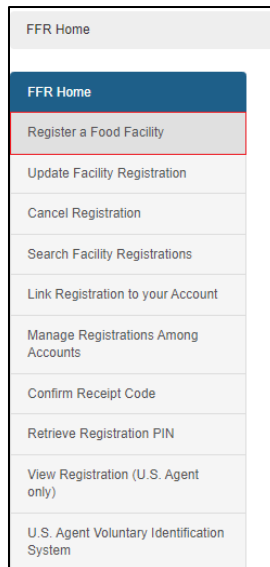 FFR Home
FFR Home
Register a Food Facility
Update Facility Registration
Cancel Registration
Search Facility Registrations
Link Registration to your Account
Manage Registrations Among
Accounts
Confirm Receipt Code
Retrieve Registration PIN
View Registration (U.S. Agent
only)
U.S. Agent Voluntary Identification
System